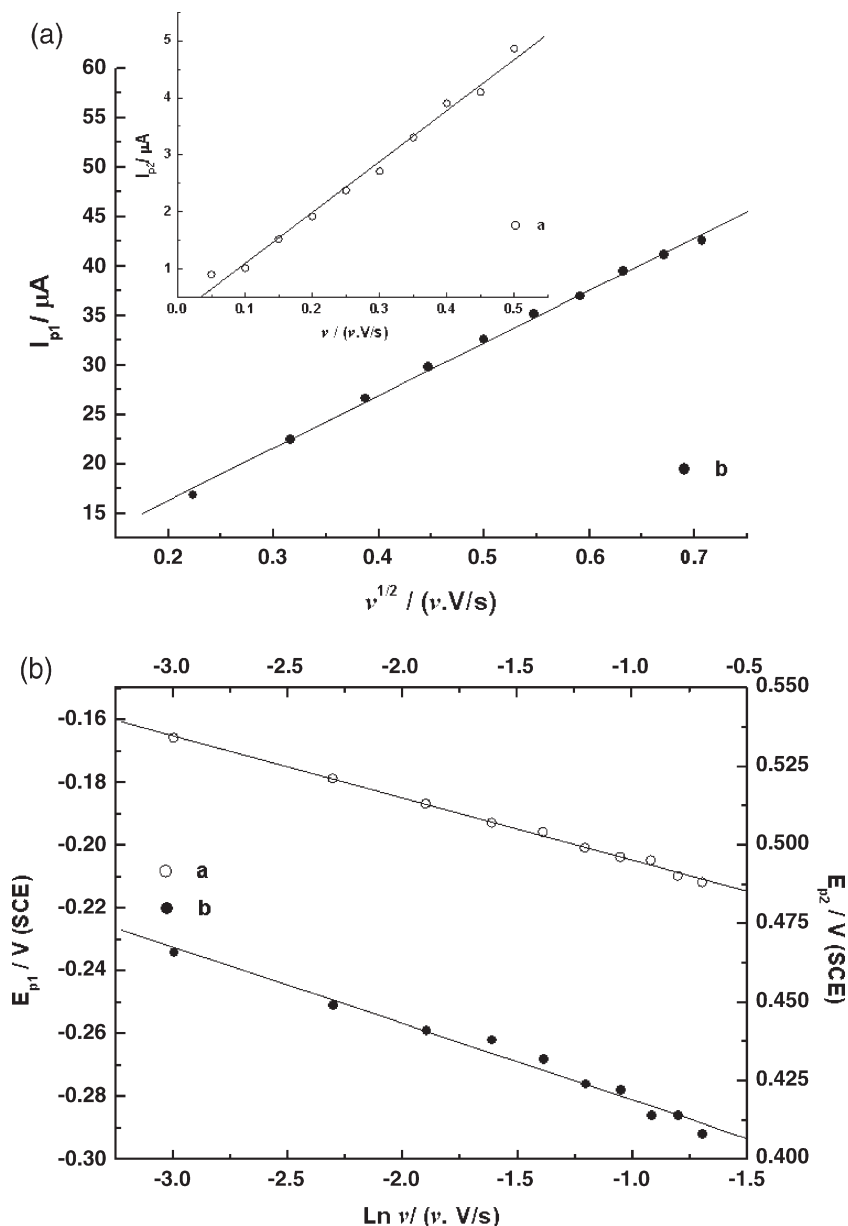 (a)
60
55
50
45
40
35
30
25
20
15
I_p1 / μA
0.2 0.3 0.4 0.5 0.6 0.7
v^1/2 / (v.V/s)
b
5
4
3
2
1
I_p2 / μA
0.0 0.1 0.2 0.3 0.4 0.5
v / (v.V/s)
a
(b)
-3.0 -2.5 -2.0 -1.5 -1.0 -0.5
-0.16
-0.18
-0.20
-0.22
-0.24
-0.26
-0.28
-0.30
E_p1 / V (SCE)
a
b
0.550
0.525
0.500
0.475
0.450
0.425
0.400
E_p2 / V (SCE)
-3.0 -2.5 -2.0 -1.5 -1.0 -1.5
Ln v/ (v. V/s)